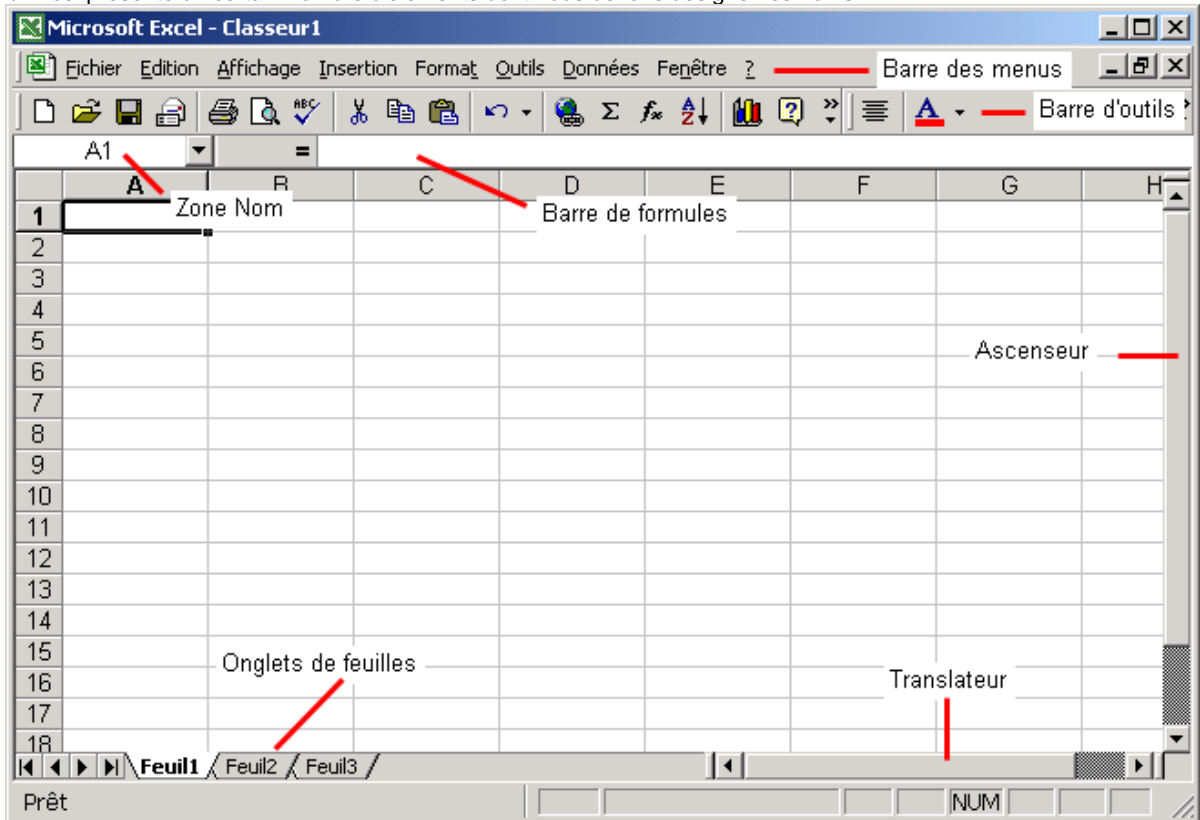 Microsoft Excel - Classeur1
Fichier Edition Affichage Insertion Format Outils Données Fenêtre ? Barre des menus
ABC Σ fx A Z ? » A Barre d'outils
A1 =
A B C D E F G H
Zone Nom
Barre de formules
1
2
3
4
5
Ascenseur
6
7
8
9
10
11
12
13
14
15
Onglets de feuilles
16
Translateur
17
18
Feuil1 Feuil2 Feuil3
Prêt NUM